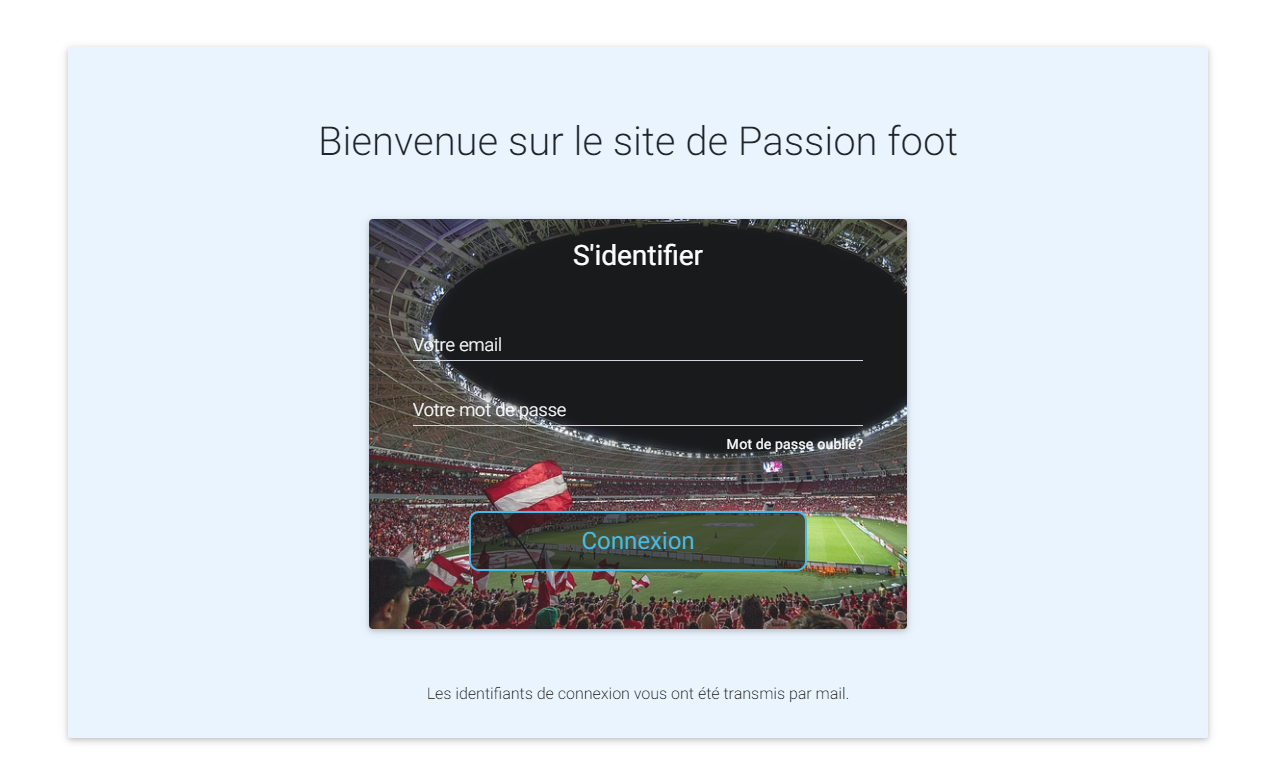 Bienvenue sur le site de Passion foot
S'identifier
Votre email
Votre mot de passe
Mot de passe oublié?
Connexion
Les identifiants de connexion vous ont été transmis par mail.